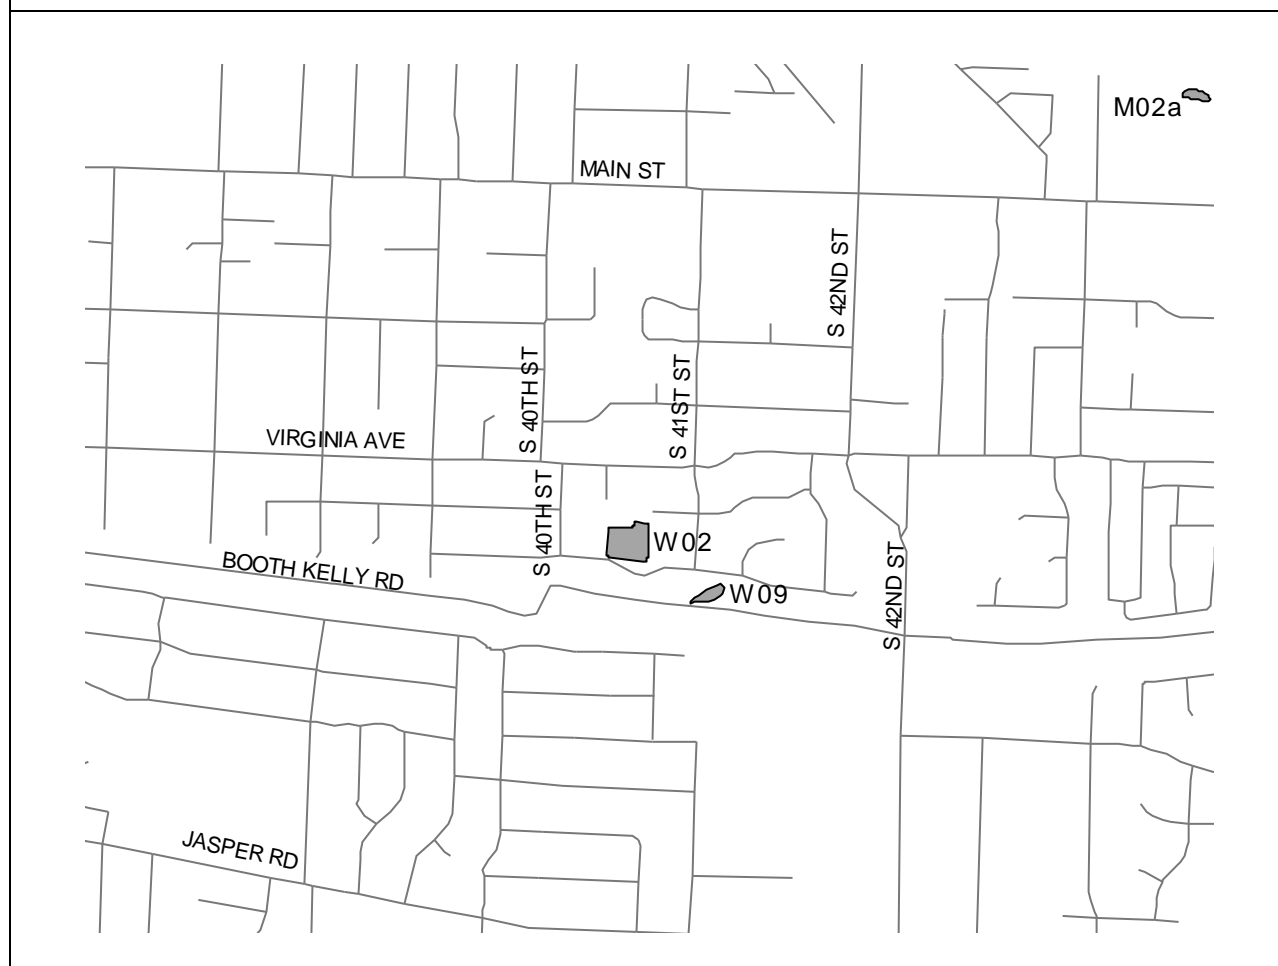 M02a
MAIN ST
S 42ND ST
S 40TH ST
S 41ST ST
VIRGINIA AVE
S 40TH ST
W02
S 42ND ST
BOOTH KELLY RD
W09
JASPER RD